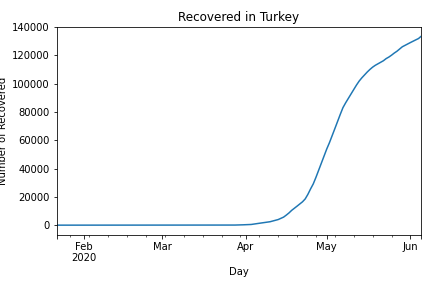 Recovered in Turkey
Number of Recovered
140000
120000
100000
80000
60000
40000
20000
0
Feb
2020
Mar
Apr
May
Jun
Day